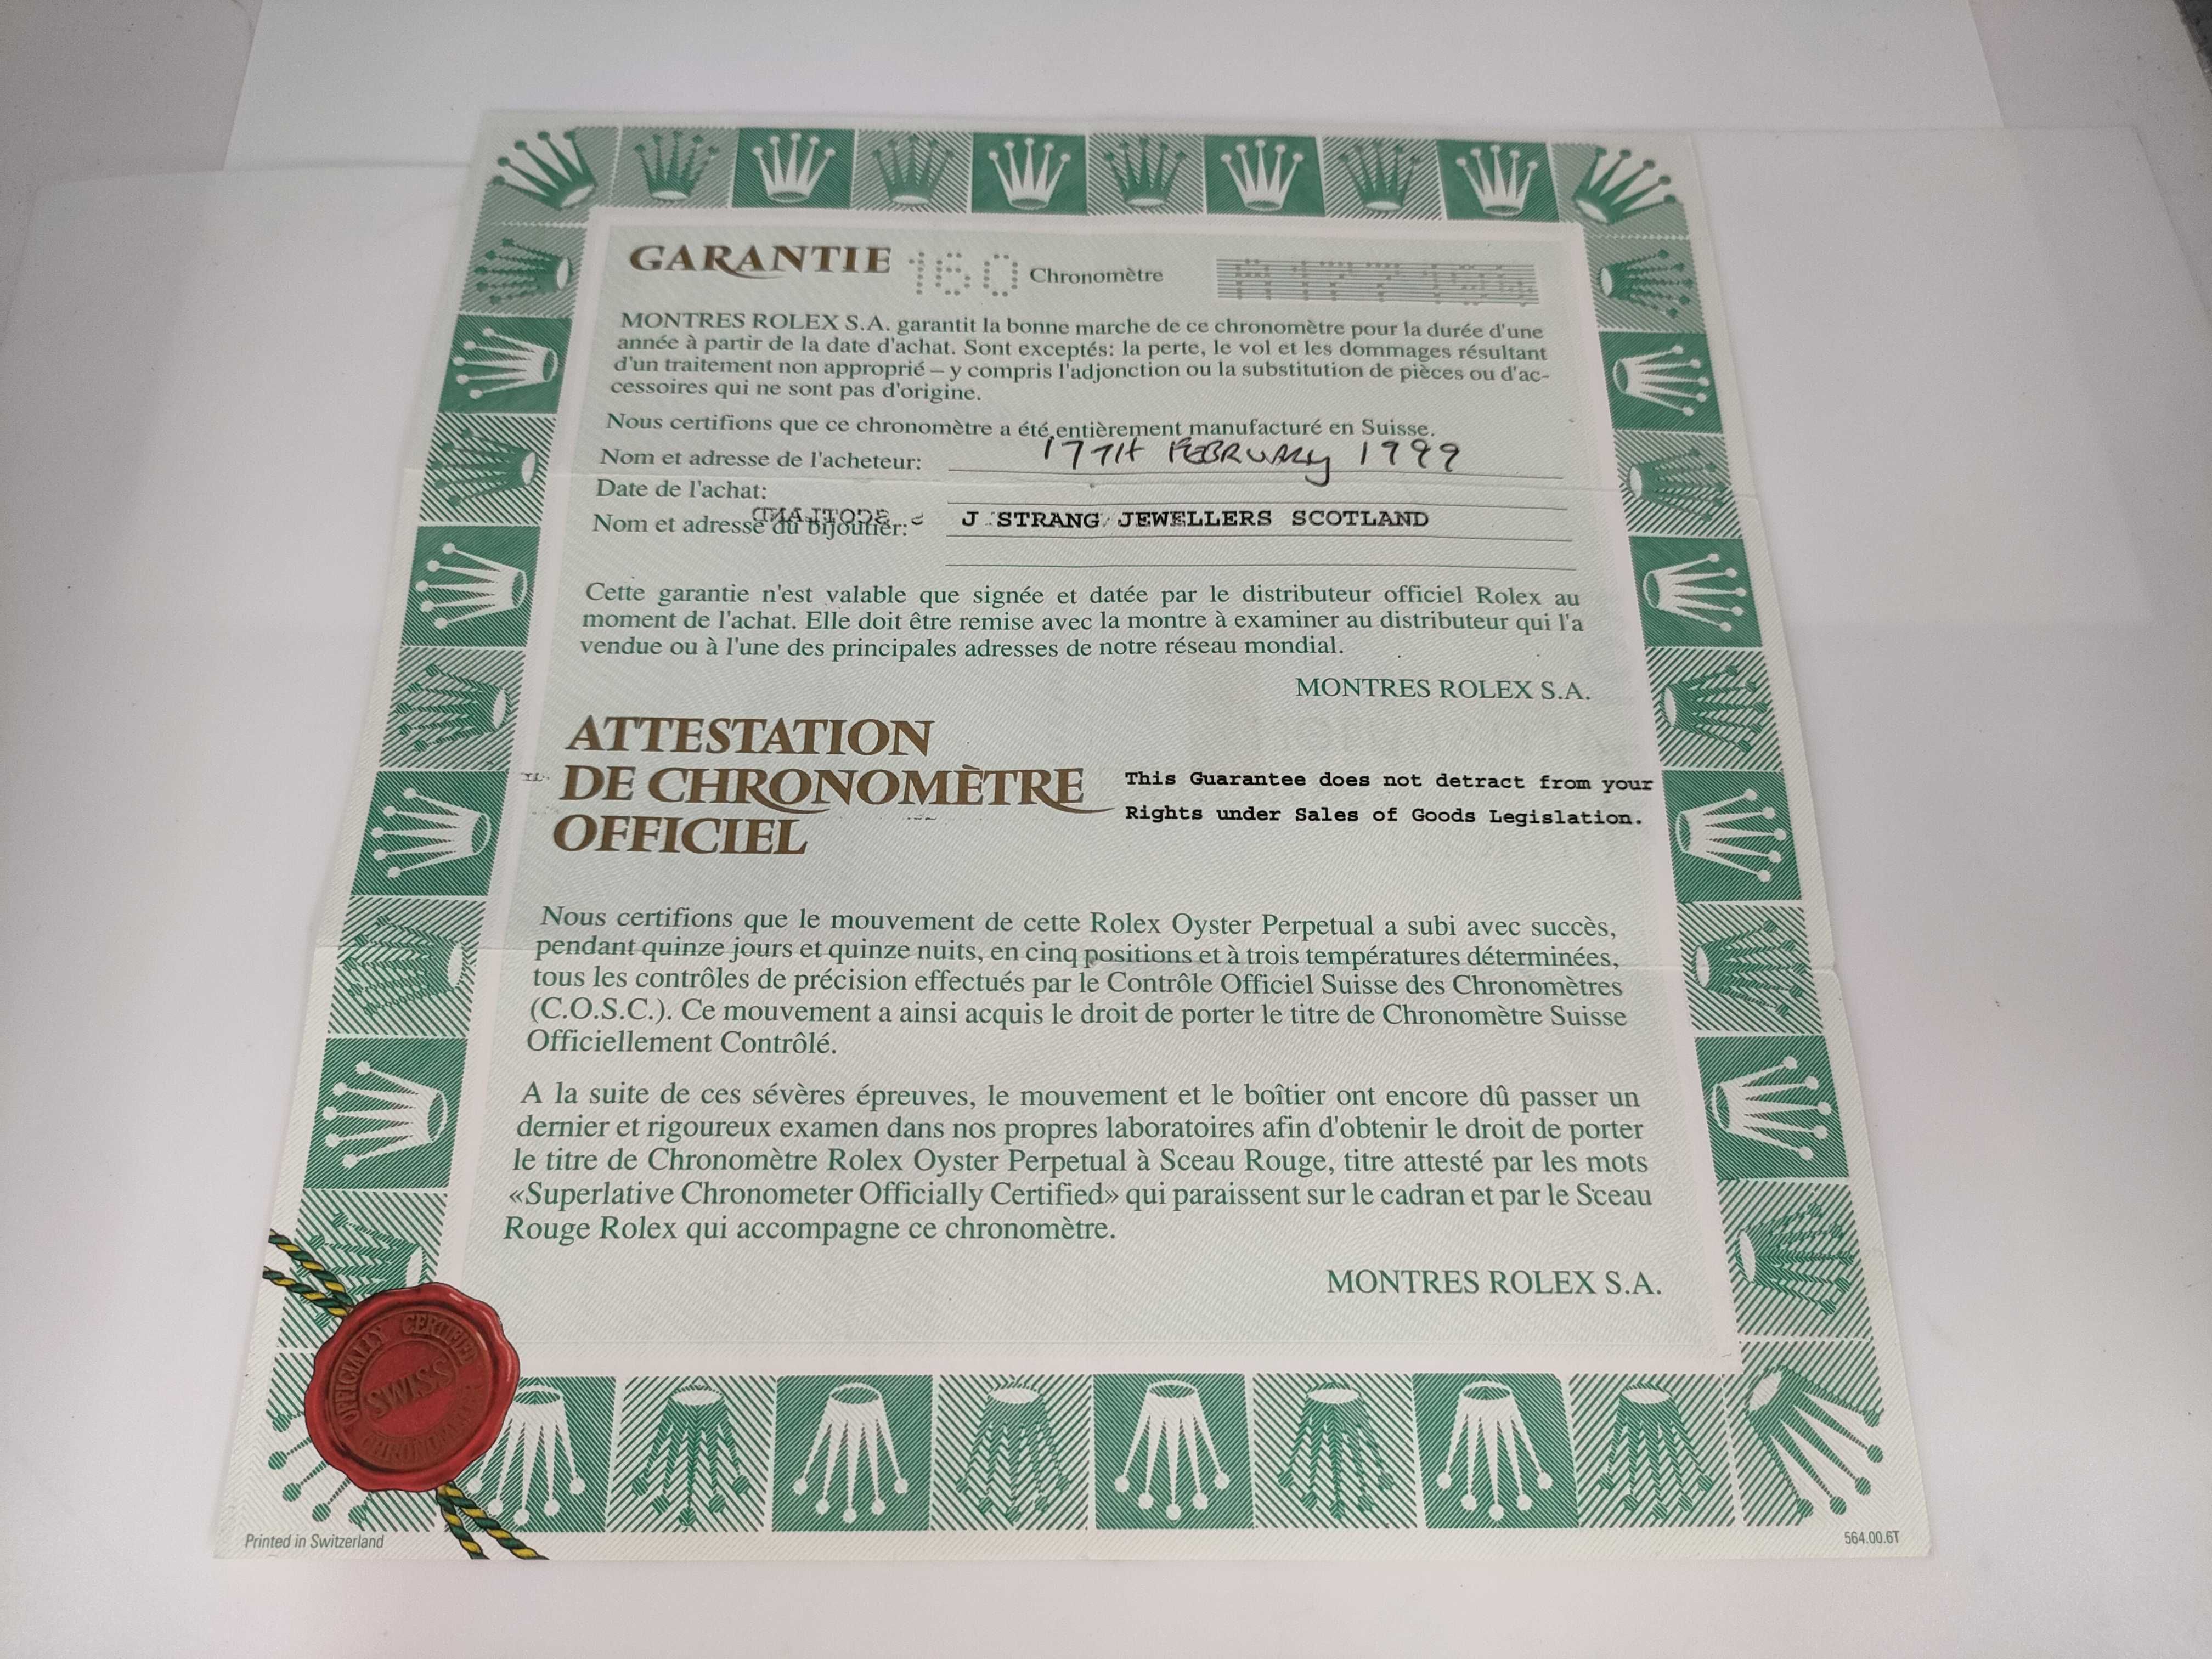 GARANTIE 160 Chronomètre
MONTRES ROLEX S.A. garantit la bonne marche de ce chronomètre pour la durée d'une
année à partir de la date d'achat. Sont exceptés: la perte, le vol et les dommages résultant
d'un traitement non approprié – y compris l'adjonction ou la substitution de pièces ou d'ac-
cessoires qui ne sont pas d'origine.
Nous certifions que ce chronomètre a été entièrement manufacturé en Suisse.
Nom et adresse de l'acheteur: 17TH FEBRUARY 1999
Date de l'achat:
Nom et adresse du bijoutier: J STRANG JEWELLERS SCOTLAND
Cette garantie n'est valable que signée et datée par le distributeur officiel Rolex au
moment de l'achat. Elle doit être remise avec la montre à examiner au distributeur qui l'a
vendue ou à l'une des principales adresses de notre réseau mondial.
MONTRES ROLEX S.A.
ATTESTATION
DE CHRONOMÈTRE
OFFICIEL
This Guarantee does not detract from your
Rights under Sales of Goods Legislation.
Nous certifions que le mouvement de cette Rolex Oyster Perpetual a subi avec succès,
pendant quinze jours et quinze nuits, en cinq positions et à trois températures déterminées,
tous les contrôles de précision effectués par le Contrôle Officiel Suisse des Chronomètres
(C.O.S.C.). Ce mouvement a ainsi acquis le droit de porter le titre de Chronomètre Suisse
Officiellement Contrôlé.
A la suite de ces sévères épreuves, le mouvement et le boîtier ont encore dû passer un
dernier et rigoureux examen dans nos propres laboratoires afin d'obtenir le droit de porter
le titre de Chronomètre Rolex Oyster Perpetual à Sceau Rouge, titre attesté par les mots
«Superlative Chronometer Officially Certified» qui paraissent sur le cadran et par le Sceau
Rouge Rolex qui accompagne ce chronomètre.
MONTRES ROLEX S.A.
OFFICIALLY CERTIFIED
SWISS
CHRONOMETER
Printed in Switzerland
564.00.6T